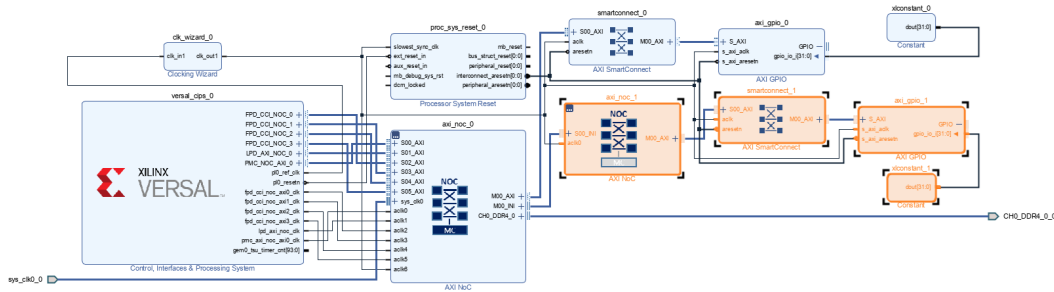 clk_wizard_0
clk_in1
clk_out1
Clocking Wizard
proc_sys_reset_0
slowest_sync_clk
ext_reset_in
aux_reset_in
mb_debug_sys_rst
dcm_locked
mb_reset
bus_struct_reset[0:0]
peripheral_reset[0:0]
interconnect_aresetn[0:0]
peripheral_aresetn[0:0]
Processor System Reset
smartconnect_0
S00_AXI
aclk
aresetn
M00_AXI
AXI SmartConnect
axi_gpio_0
S_AXI
s_axi_aclk
s_axi_aresetn
GPIO
gpio_io_i[31:0]
AXI GPIO
xlconstant_0
dout[31:0]
Constant
versal_cips_0
XILINX
VERSAL
FPD_CCI_NOC_0
FPD_CCI_NOC_1
FPD_CCI_NOC_2
FPD_CCI_NOC_3
LPD_AXI_NOC_0
PMC_NOC_AXI_0
pl0_ref_clk
pl0_resetn
fpd_cci_noc_axi0_clk
fpd_cci_noc_axi1_clk
fpd_cci_noc_axi2_clk
fpd_cci_noc_axi3_clk
lpd_axi_noc_clk
pmc_axi_noc_axi0_clk
gem0_tsu_timer_cnt[93:0]
Control, Interfaces & Processing System
axi_noc_0
S00_AXI
S01_AXI
S02_AXI
S03_AXI
S04_AXI
S05_AXI
sys_clk0
aclk0
aclk1
aclk2
aclk3
aclk4
aclk5
aclk6
NOC
MC
M00_AXI
M00_INI
CH0_DDR4_0
AXI NoC
axi_noc_1
S00_INI
aclk0
NOC
MC
M00_AXI
AXI NoC
smartconnect_1
S00_AXI
aclk
aresetn
M00_AXI
AXI SmartConnect
axi_gpio_1
S_AXI
s_axi_aclk
s_axi_aresetn
GPIO
gpio_io_i[31:0]
AXI GPIO
xlconstant_1
dout[31:0]
Constant
sys_clk0_0
CH0_DDR4_0_0